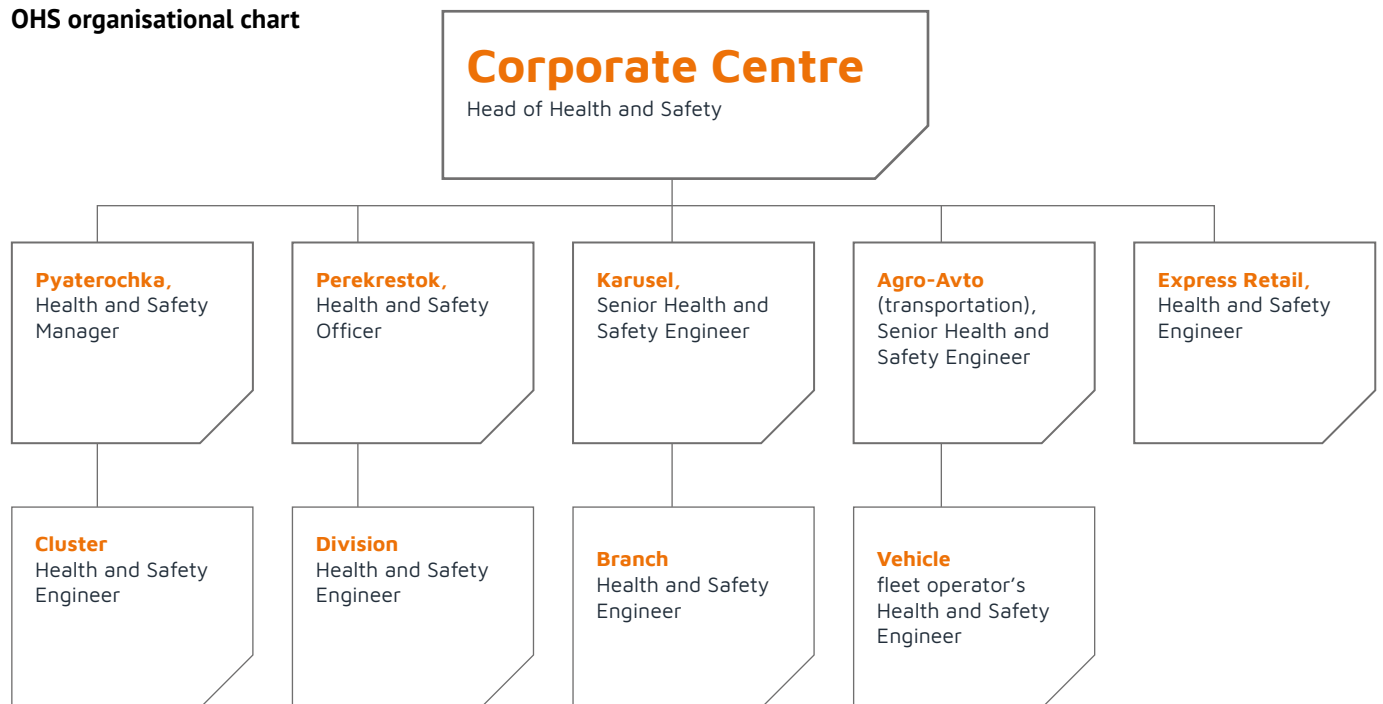 OHS organisational chart
Corporate Centre
Head of Health and Safety
Pyaterochka,
Health and Safety
Manager
Perekrestok,
Health and Safety
Officer
Karusel,
Senior Health and
Safety Engineer
Agro-Avto
(transportation),
Senior Health and
Safety Engineer
Express Retail,
Health and Safety
Engineer
Cluster
Health and Safety
Engineer
Division
Health and Safety
Engineer
Branch
Health and Safety
Engineer
Vehicle
fleet operator’s
Health and Safety
Engineer